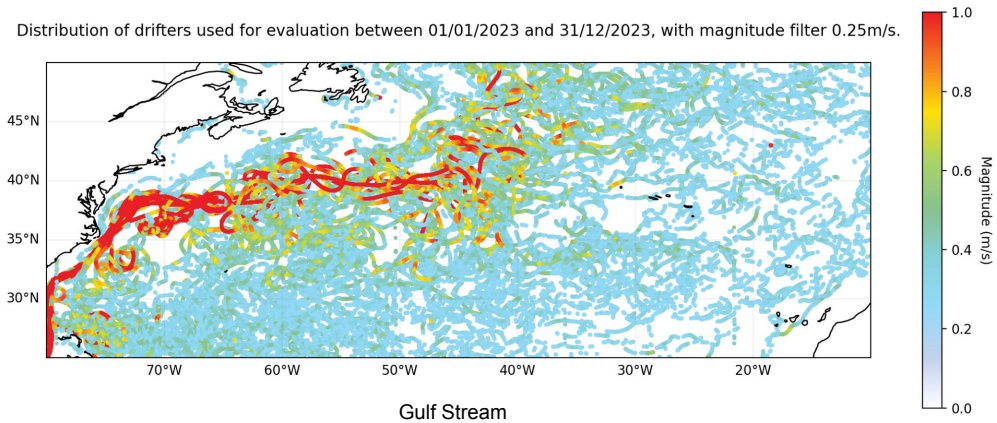 Distribution of drifters used for evaluation between 01/01/2023 and 31/12/2023, with magnitude filter 0.25m/s.
1.0
0.8
0.6
0.4
0.2
0.0
Magnitude (m/s)
45°N
40°N
35°N
30°N
70°W
60°W
50°W
40°W
30°W
20°W
Gulf Stream